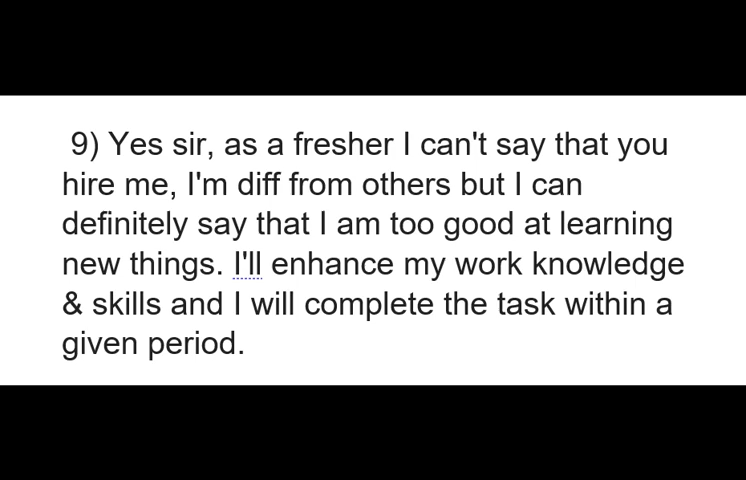 9) Yes sir, as a fresher I can't say that you
hire me, I'm diff from others but I can
definitely say that I am too good at learning
new things. I'll enhance my work knowledge
& skills and I will complete the task within a
given period.